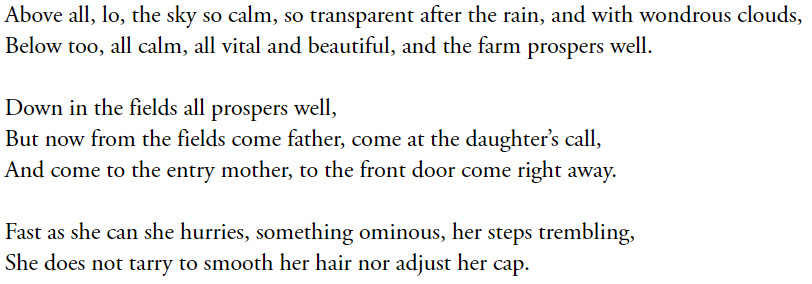 Above all, lo, the sky so calm, so transparent after the rain, and with wondrous clouds,
Below too, all calm, all vital and beautiful, and the farm prospers well.
Down in the fields all prospers well,
But now from the fields come father, come at the daughter’s call,
And come to the entry mother, to the front door come right away.
Fast as she can she hurries, something ominous, her steps trembling,
She does not tarry to smooth her hair nor adjust her cap.